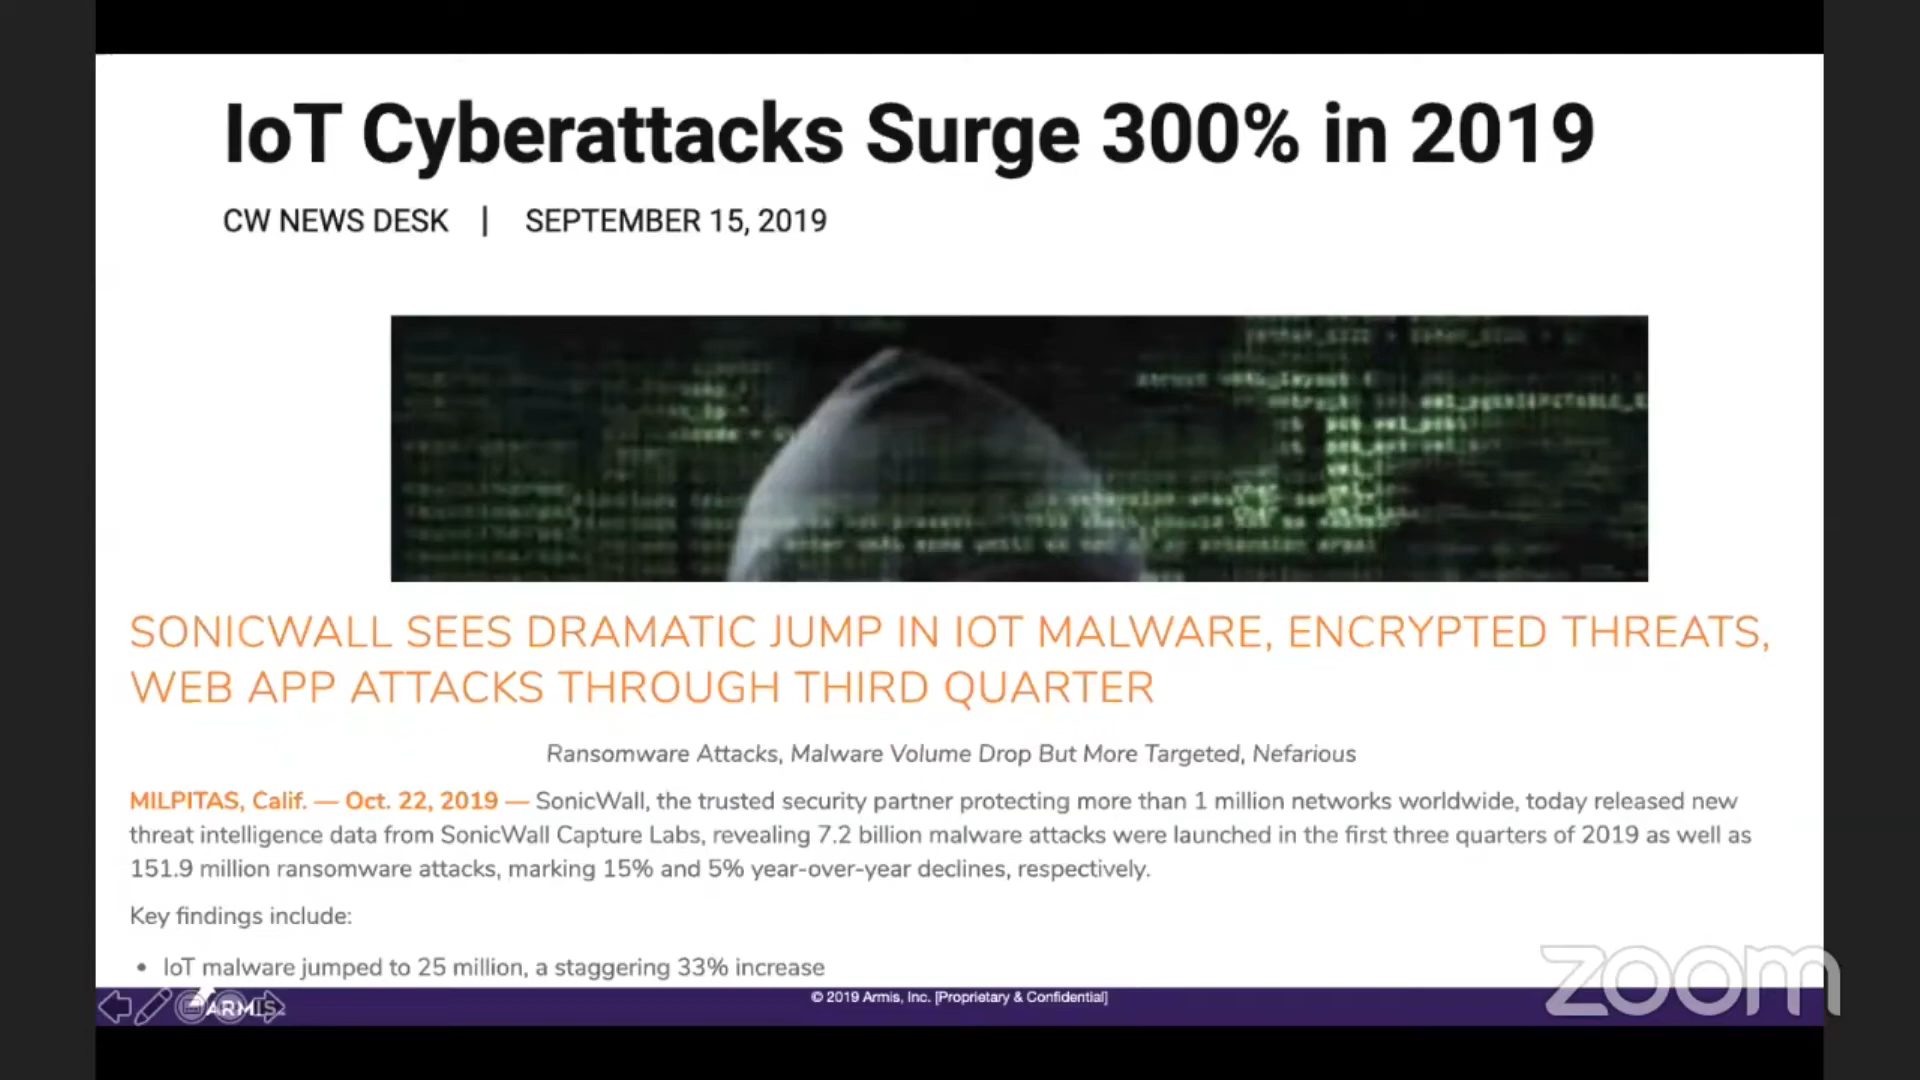 IoT Cyberattacks Surge 300% in 2019
CW NEWS DESK | SEPTEMBER 15, 2019
SONICWALL SEES DRAMATIC JUMP IN IOT MALWARE, ENCRYPTED THREATS,
WEB APP ATTACKS THROUGH THIRD QUARTER
Ransomware Attacks, Malware Volume Drop But More Targeted, Nefarious
MILPITAS, Calif. — Oct. 22, 2019 — SonicWall, the trusted security partner protecting more than 1 million networks worldwide, today released new
threat intelligence data from SonicWall Capture Labs, revealing 7.2 billion malware attacks were launched in the first three quarters of 2019 as well as
151.9 million ransomware attacks, marking 15% and 5% year-over-year declines, respectively.
Key findings include:
• IoT malware jumped to 25 million, a staggering 33% increase
ARMIS.
© 2019 Armis, Inc. [Proprietary & Confidential]
zoom